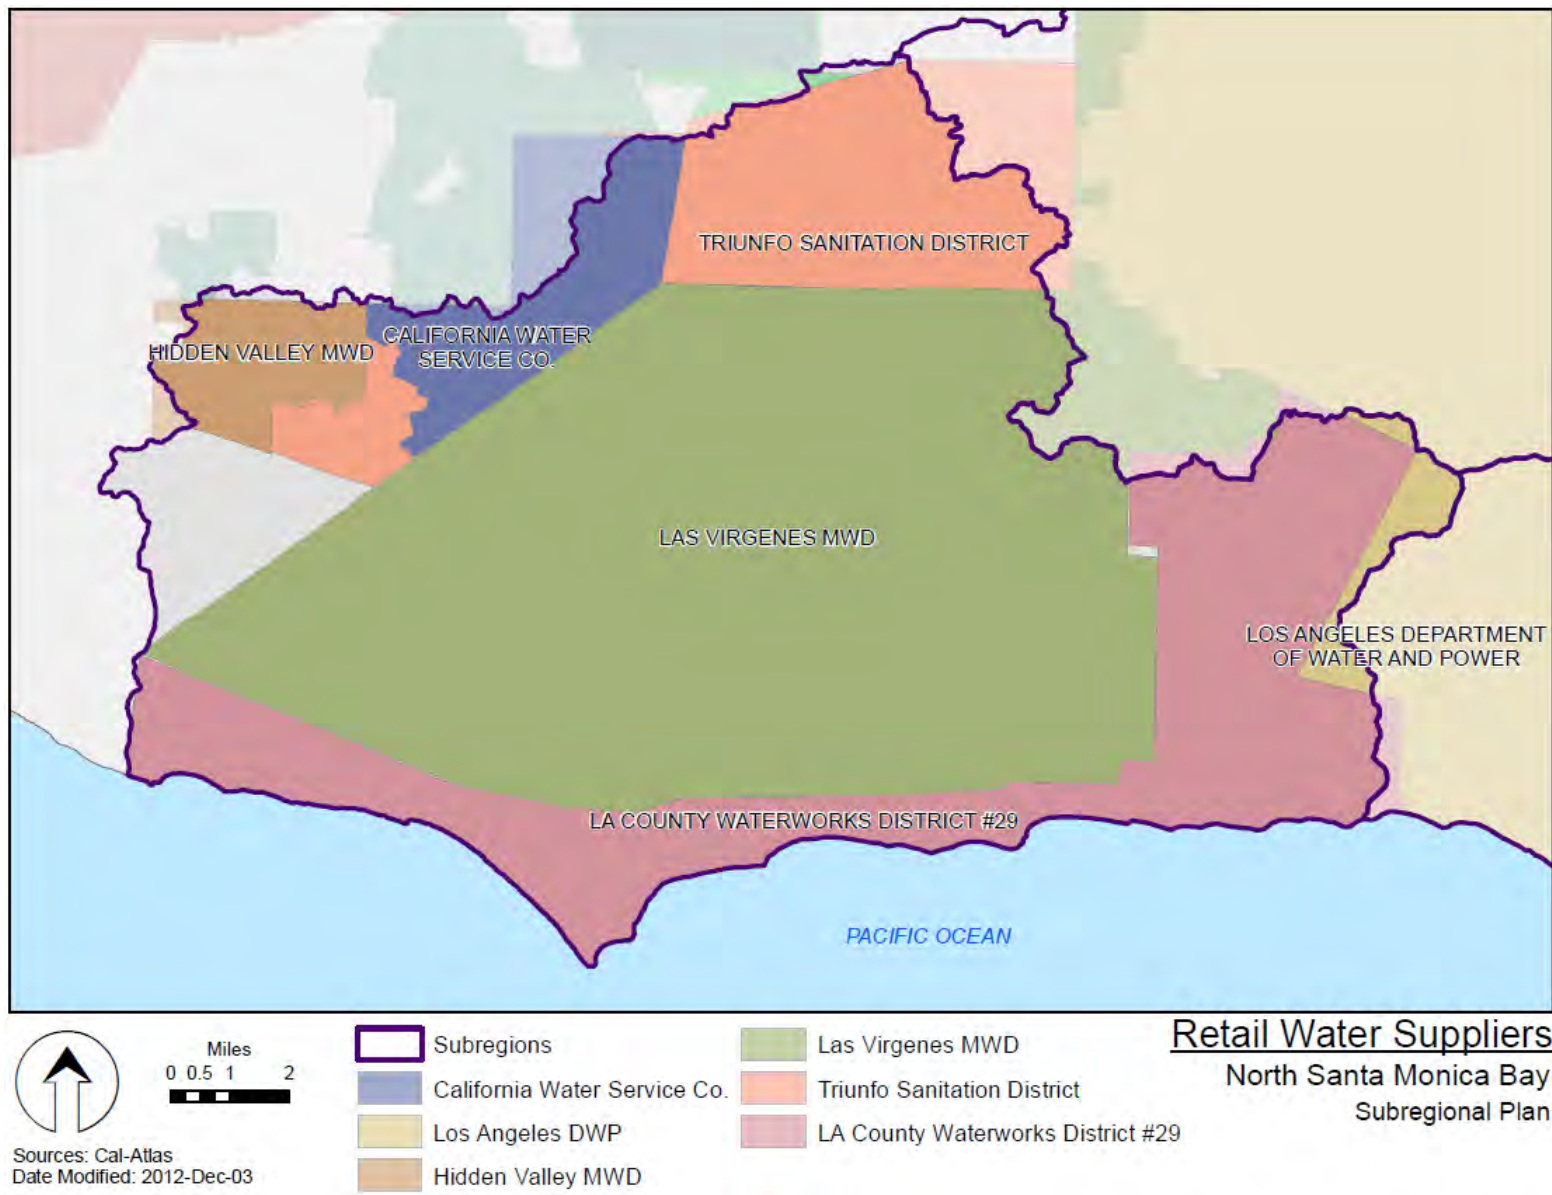 TRIUNFO SANITATION DISTRICT
CALIFORNIA WATER
SERVICE CO.
HIDDEN VALLEY MWD
LAS VIRGENES MWD
LOS ANGELES DEPARTMENT
OF WATER AND POWER
LA COUNTY WATERWORKS DISTRICT #29
PACIFIC OCEAN
Miles
0 0.5 1 2
Sources: Cal-Atlas
Date Modified: 2012-Dec-03
Subregions
California Water Service Co.
Los Angeles DWP
Hidden Valley MWD
Las Virgenes MWD
Triunfo Sanitation District
LA County Waterworks District #29
Retail Water Suppliers
North Santa Monica Bay
Subregional Plan